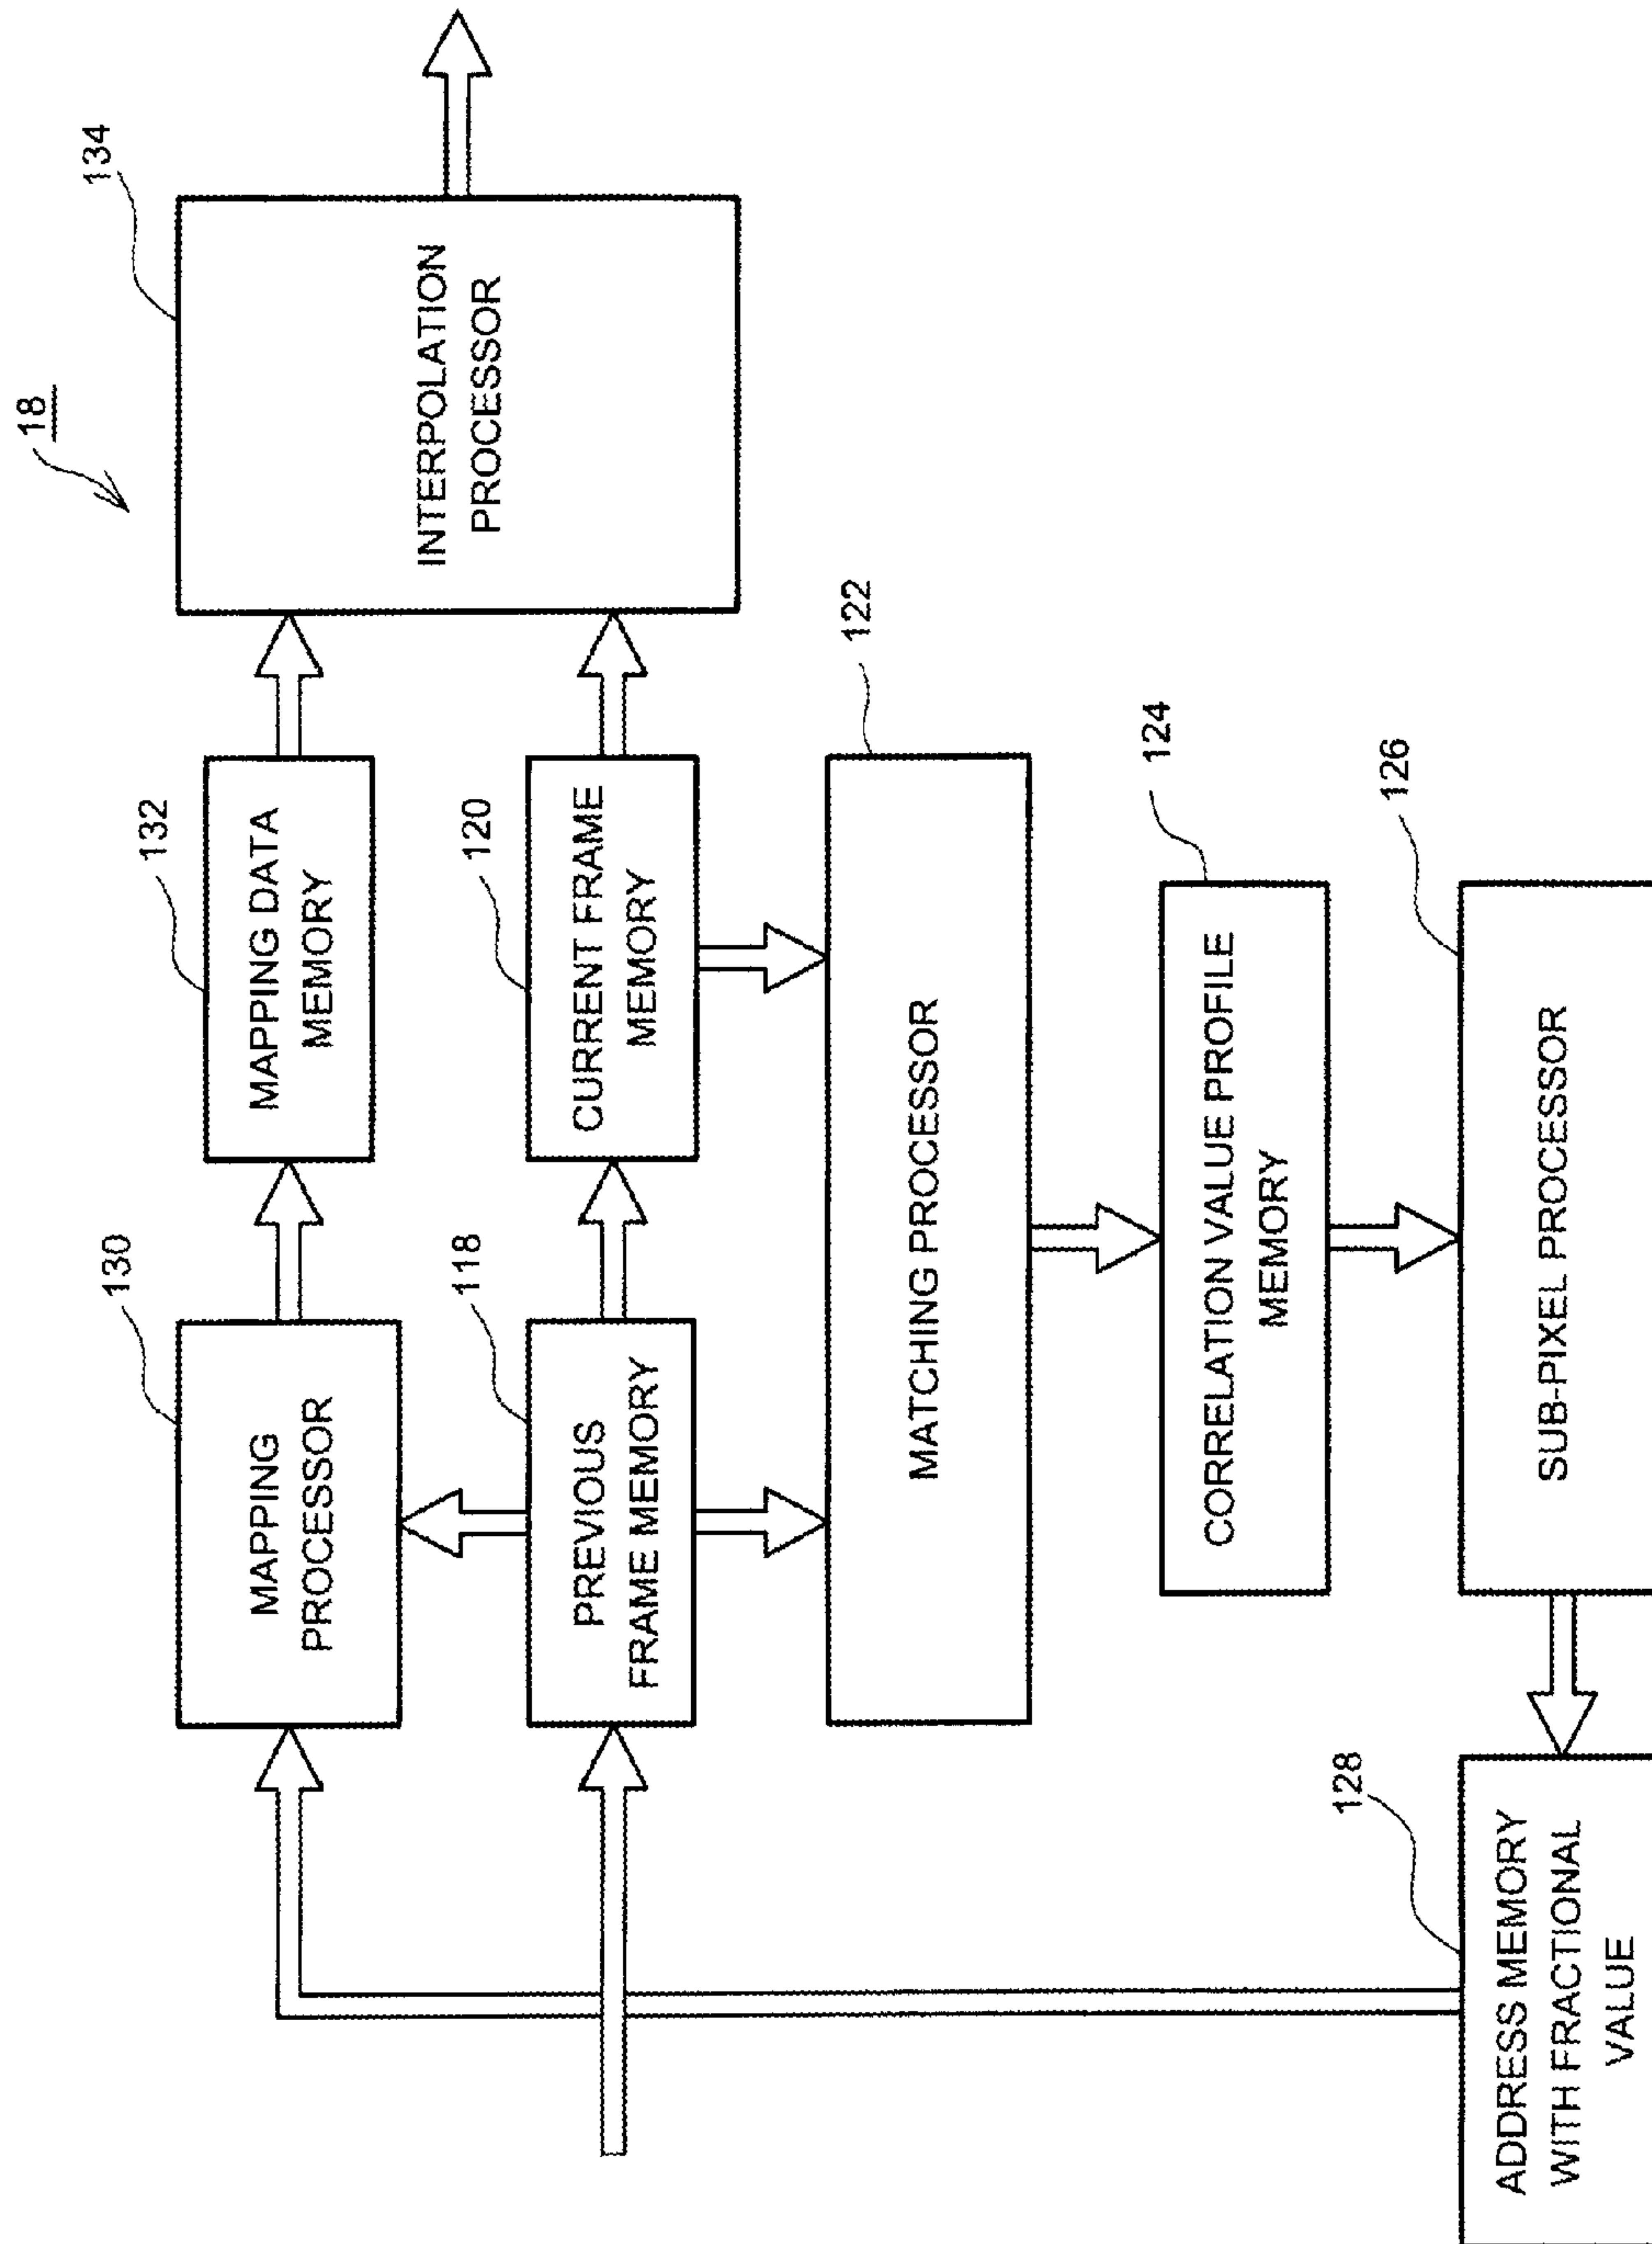 18
130
MAPPING
PROCESSOR
132
MAPPING DATA
MEMORY
134
INTERPOLATION
PROCESSOR
118
PREVIOUS
FRAME MEMORY
120
CURRENT FRAME
MEMORY
122
MATCHING PROCESSOR
124
CORRELATION VALUE PROFILE
MEMORY
128
ADDRESS MEMORY
WITH FRACTIONAL
VALUE
126
SUB-PIXEL PROCESSOR